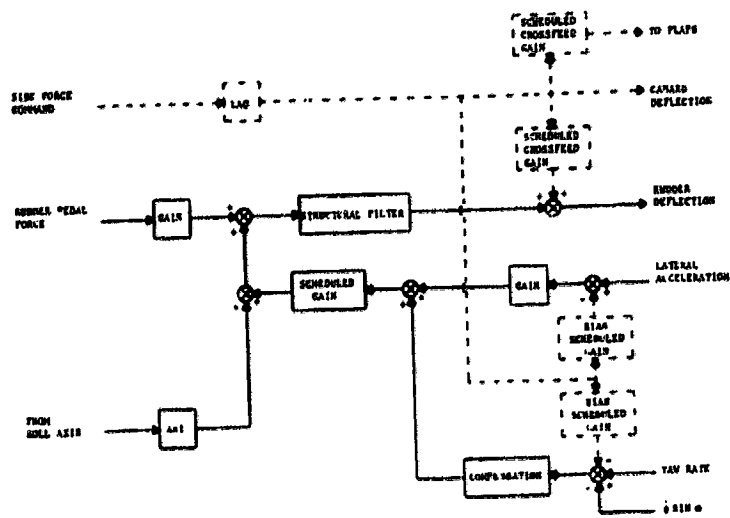 SCHEDULED
CROSSFEED
GAIN
TO FLAPS
SIDE FORCE
COMMAND
LAG
CANARD
DEFLECTION
SCHEDULED
CROSSFEED
GAIN
RUDDER PEDAL
FORCE
GAIN
STRUCTURAL FILTER
RUDDER
DEFLECTION
SCHEDULED
GAIN
GAIN
LATERAL
ACCELERATION
BIAS
SCHEDULED
GAIN
BIAS
SCHEDULED
GAIN
FROM
ROLL AXIS
ARI
COMPENSATION
YAW RATE
SIN α